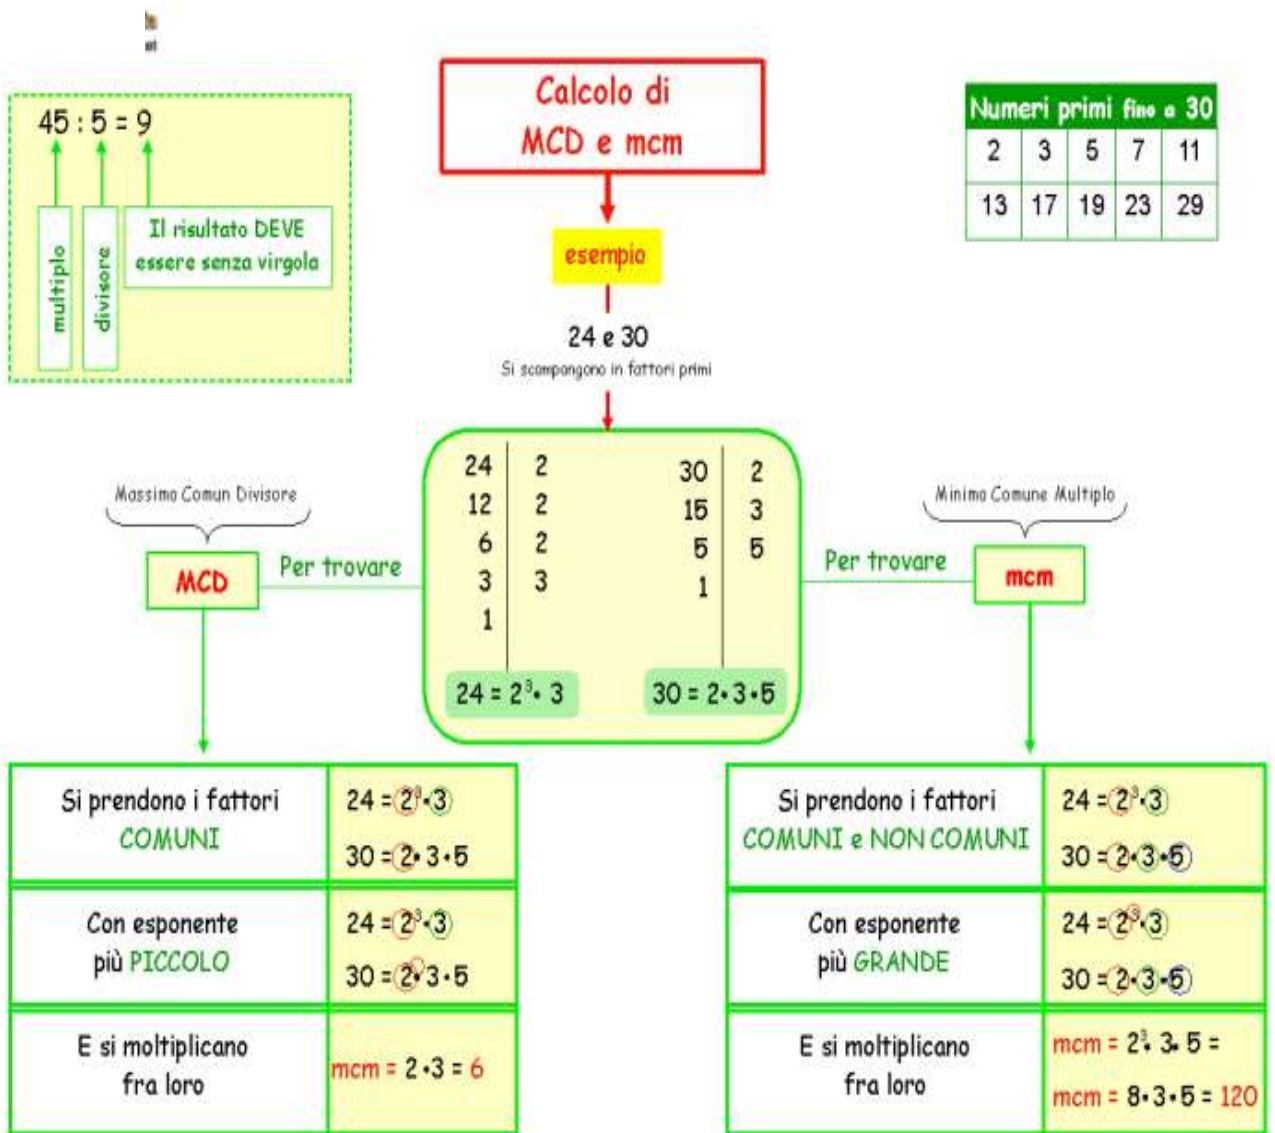 45 : 5 = 9
multiplo
divisore
Il risultato DEVE
essere senza virgola
Calcolo di
MCD e mcm
esempio
24 e 30
Si scompongono in fattori primi
Numeri primi fino a 30
2 3 5 7 11
13 17 19 23 29
Massimo Comun Divisore
MCD
Per trovare
24 2
12 2
6 2
3 3
1
24 = 2³• 3
30 2
15 3
5 5
1
30 = 2•3•5
Per trovare
Minimo Comune Multiplo
mcm
Si prendono i fattori
COMUNI
24 = 2³•3
30 = 2•3•5
Con esponente
più PICCOLO
24 = 2³•3
30 = 2•3•5
E si moltiplicano
fra loro
mcm = 2•3 = 6
Si prendono i fattori
COMUNI e NON COMUNI
24 = 2³•3
30 = 2•3•5
Con esponente
più GRANDE
24 = 2³•3
30 = 2•3•5
E si moltiplicano
fra loro
mcm = 2³• 3• 5 =
mcm = 8•3•5 = 120